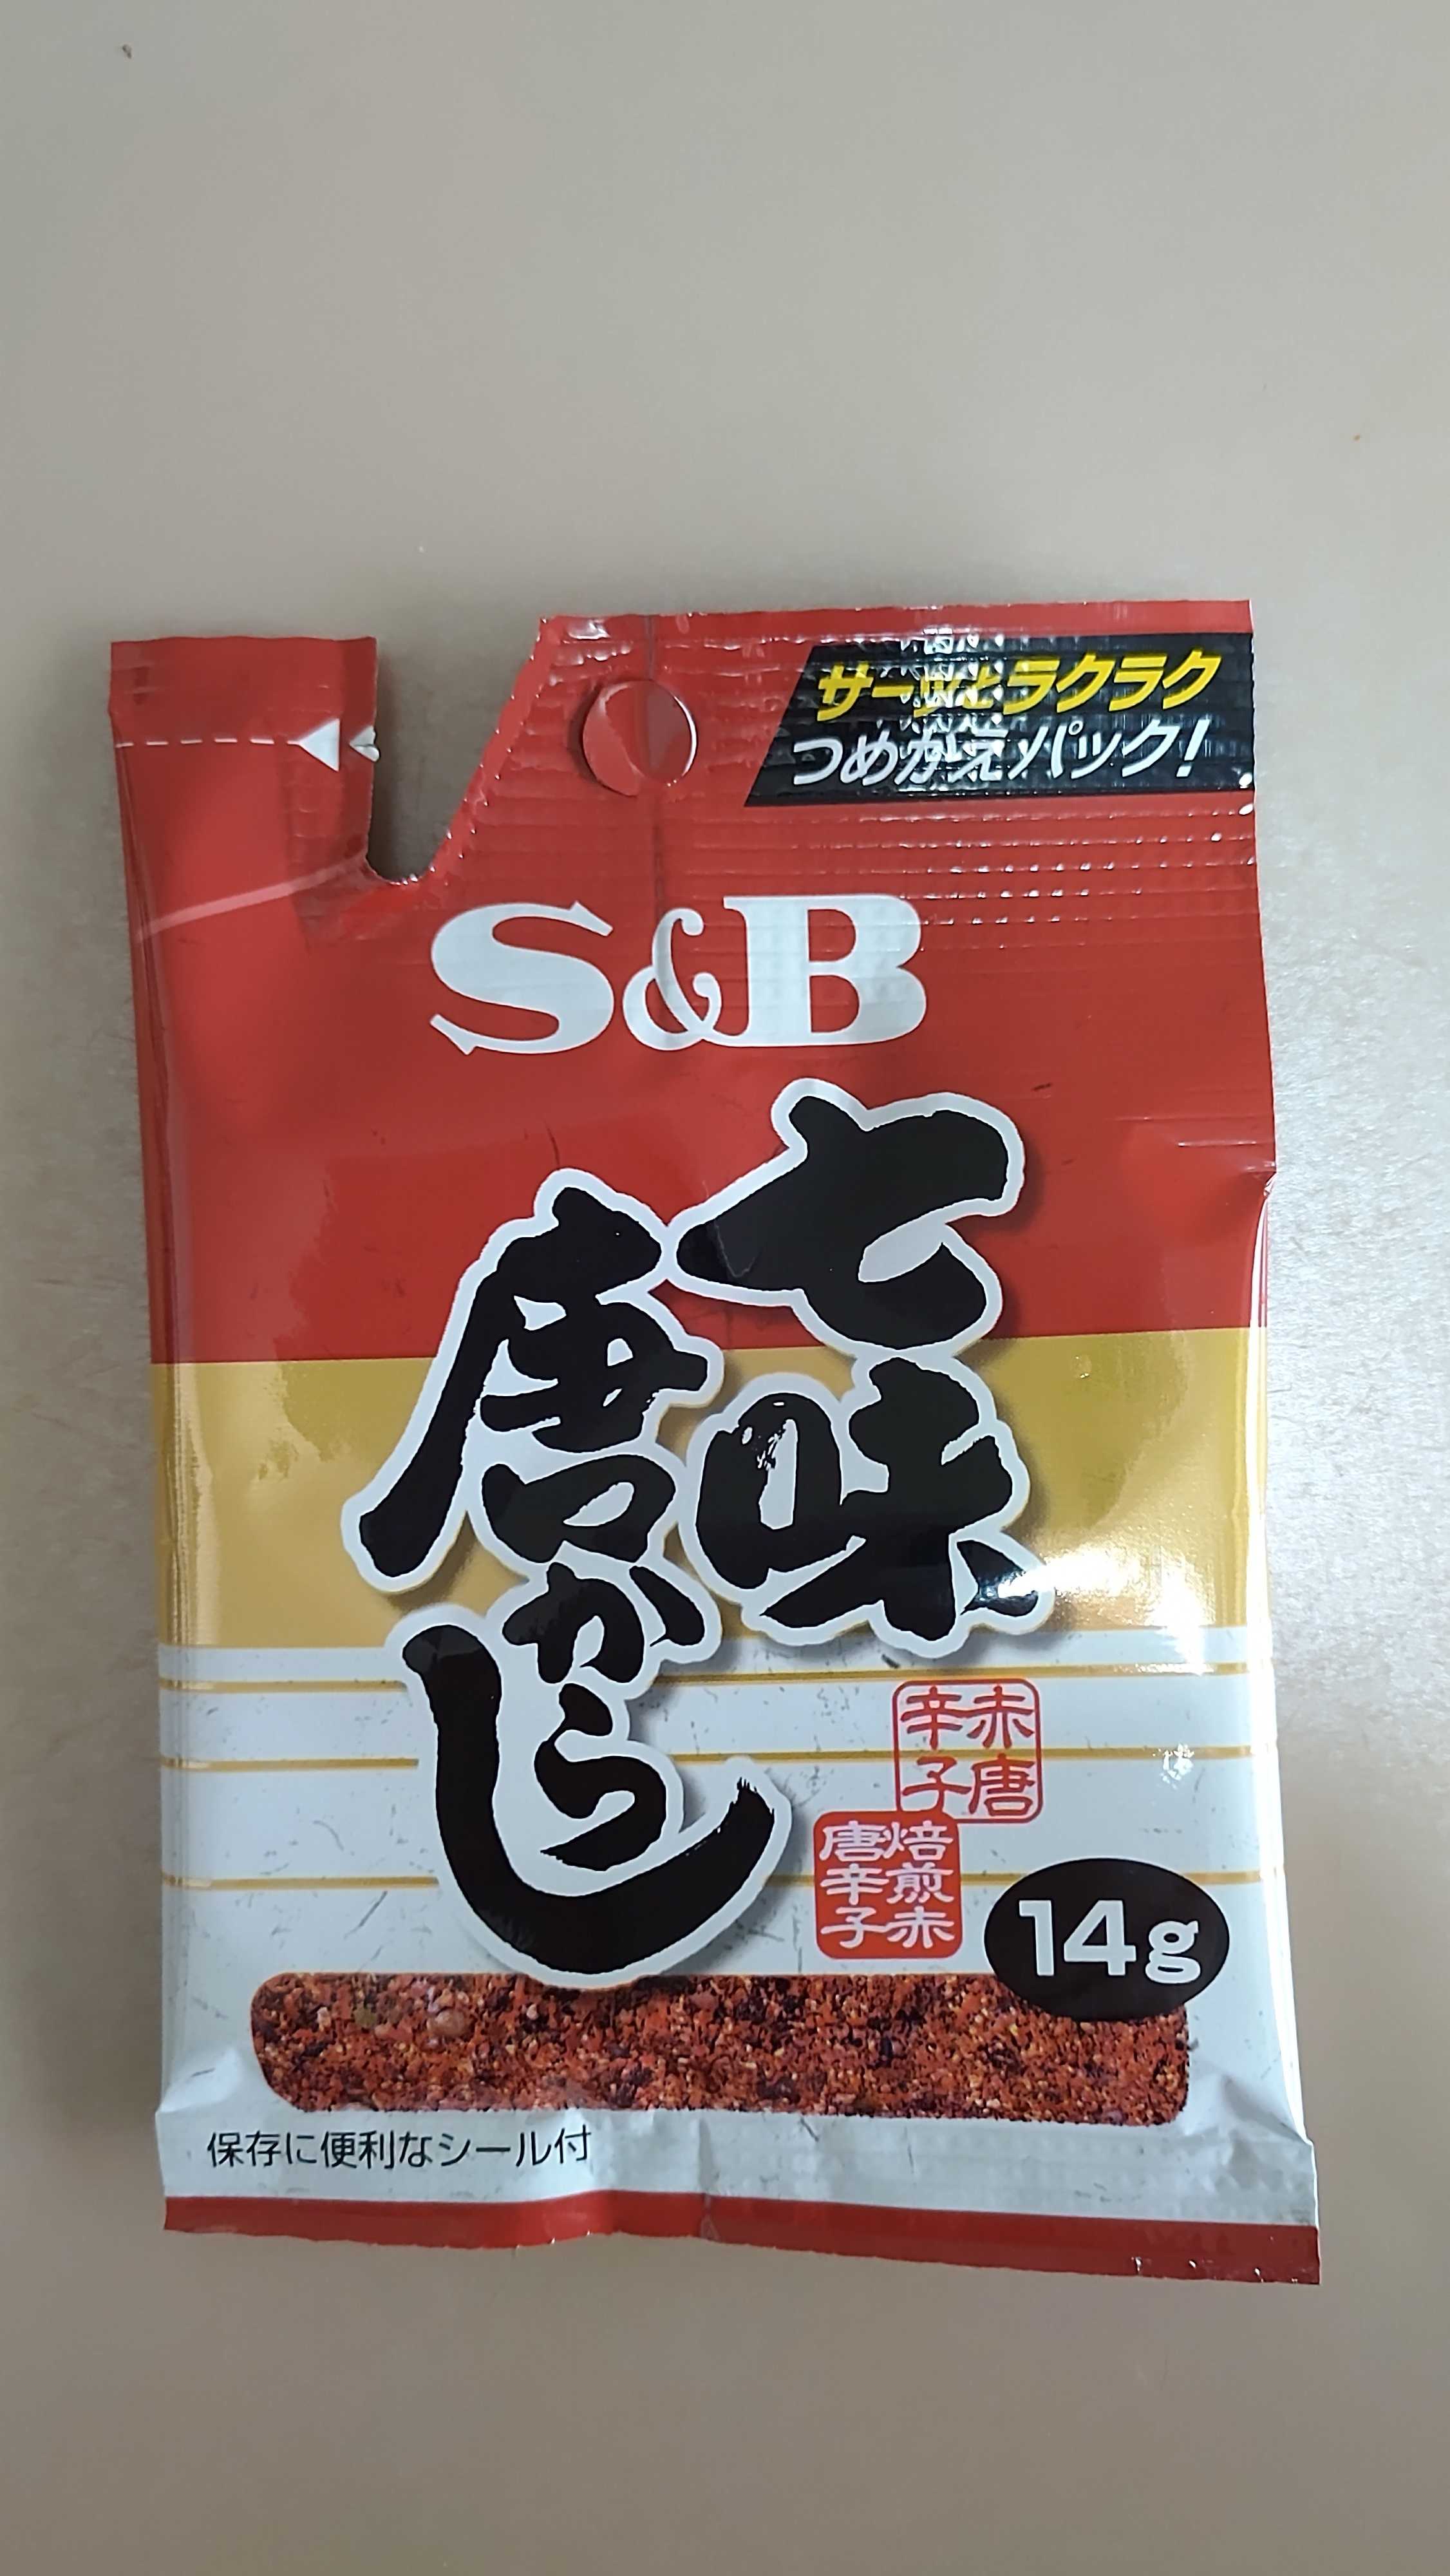 サーッとラクラク
つめかえパック!
S&B
七味
唐からし
赤唐
辛子
焙煎赤
唐辛子
14g
保存に便利なシール付